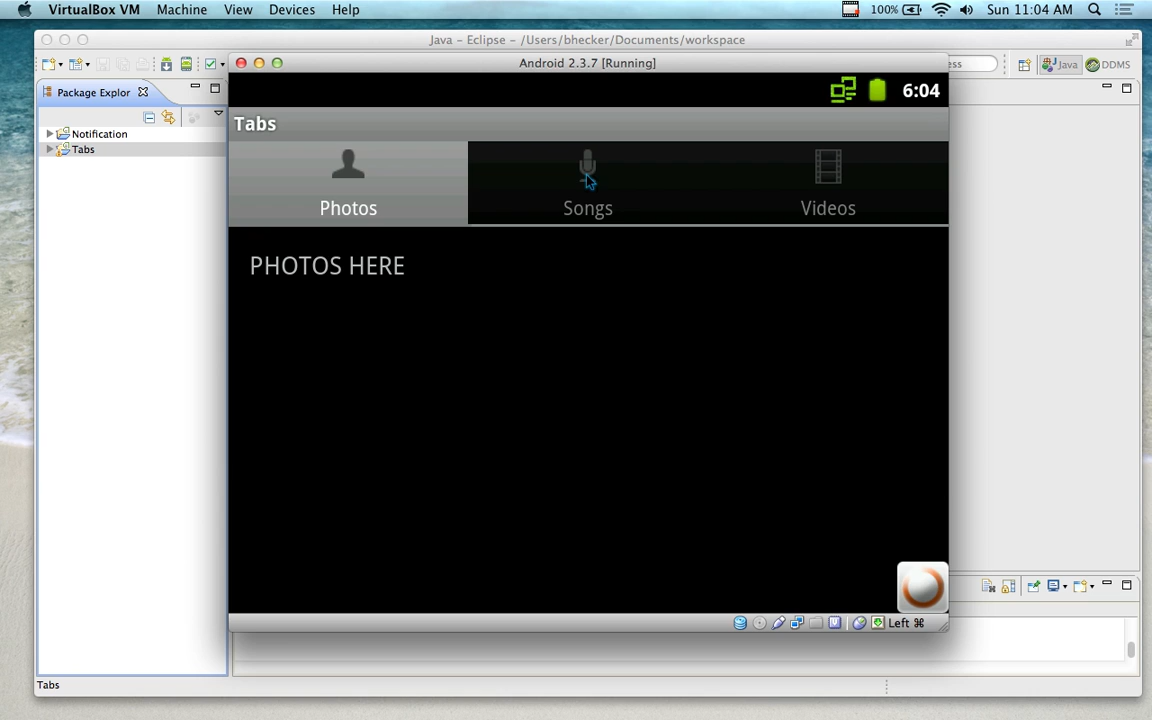 VirtualBox VM Machine View Devices Help 100% Sun 11:04 AM
Java – Eclipse – /Users/bhecker/Documents/workspace
Android 2.3.7 [Running]
ess Java DDMS
Package Explor
6:04
Tabs
Notification
Tabs
Photos Songs Videos
PHOTOS HERE
Left ⌘
Tabs